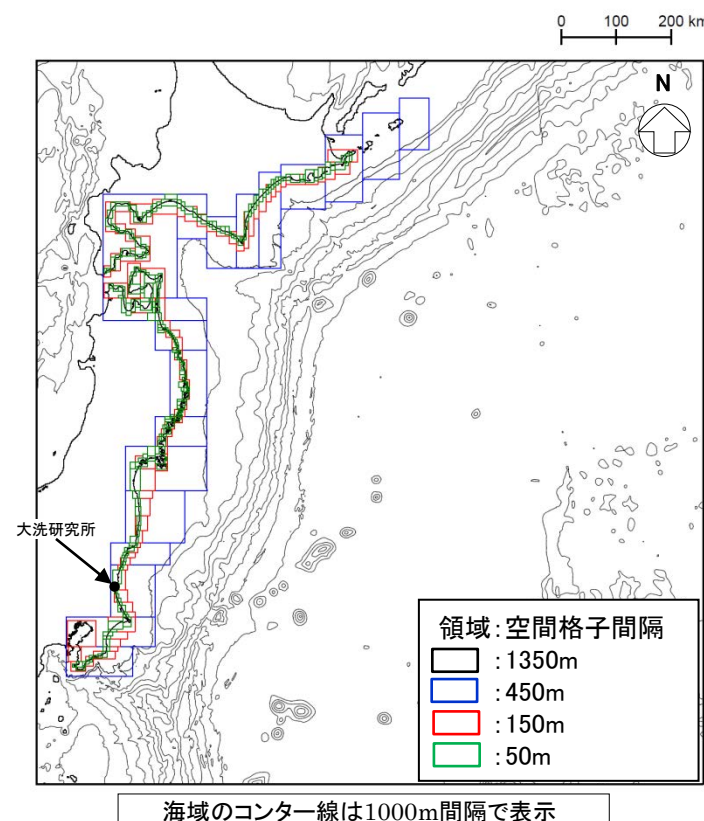 0 100 200 km
N
大洗研究所
領域:空間格子間隔
:1350m
:450m
:150m
:50m
海域のコンター線は1000m間隔で表示